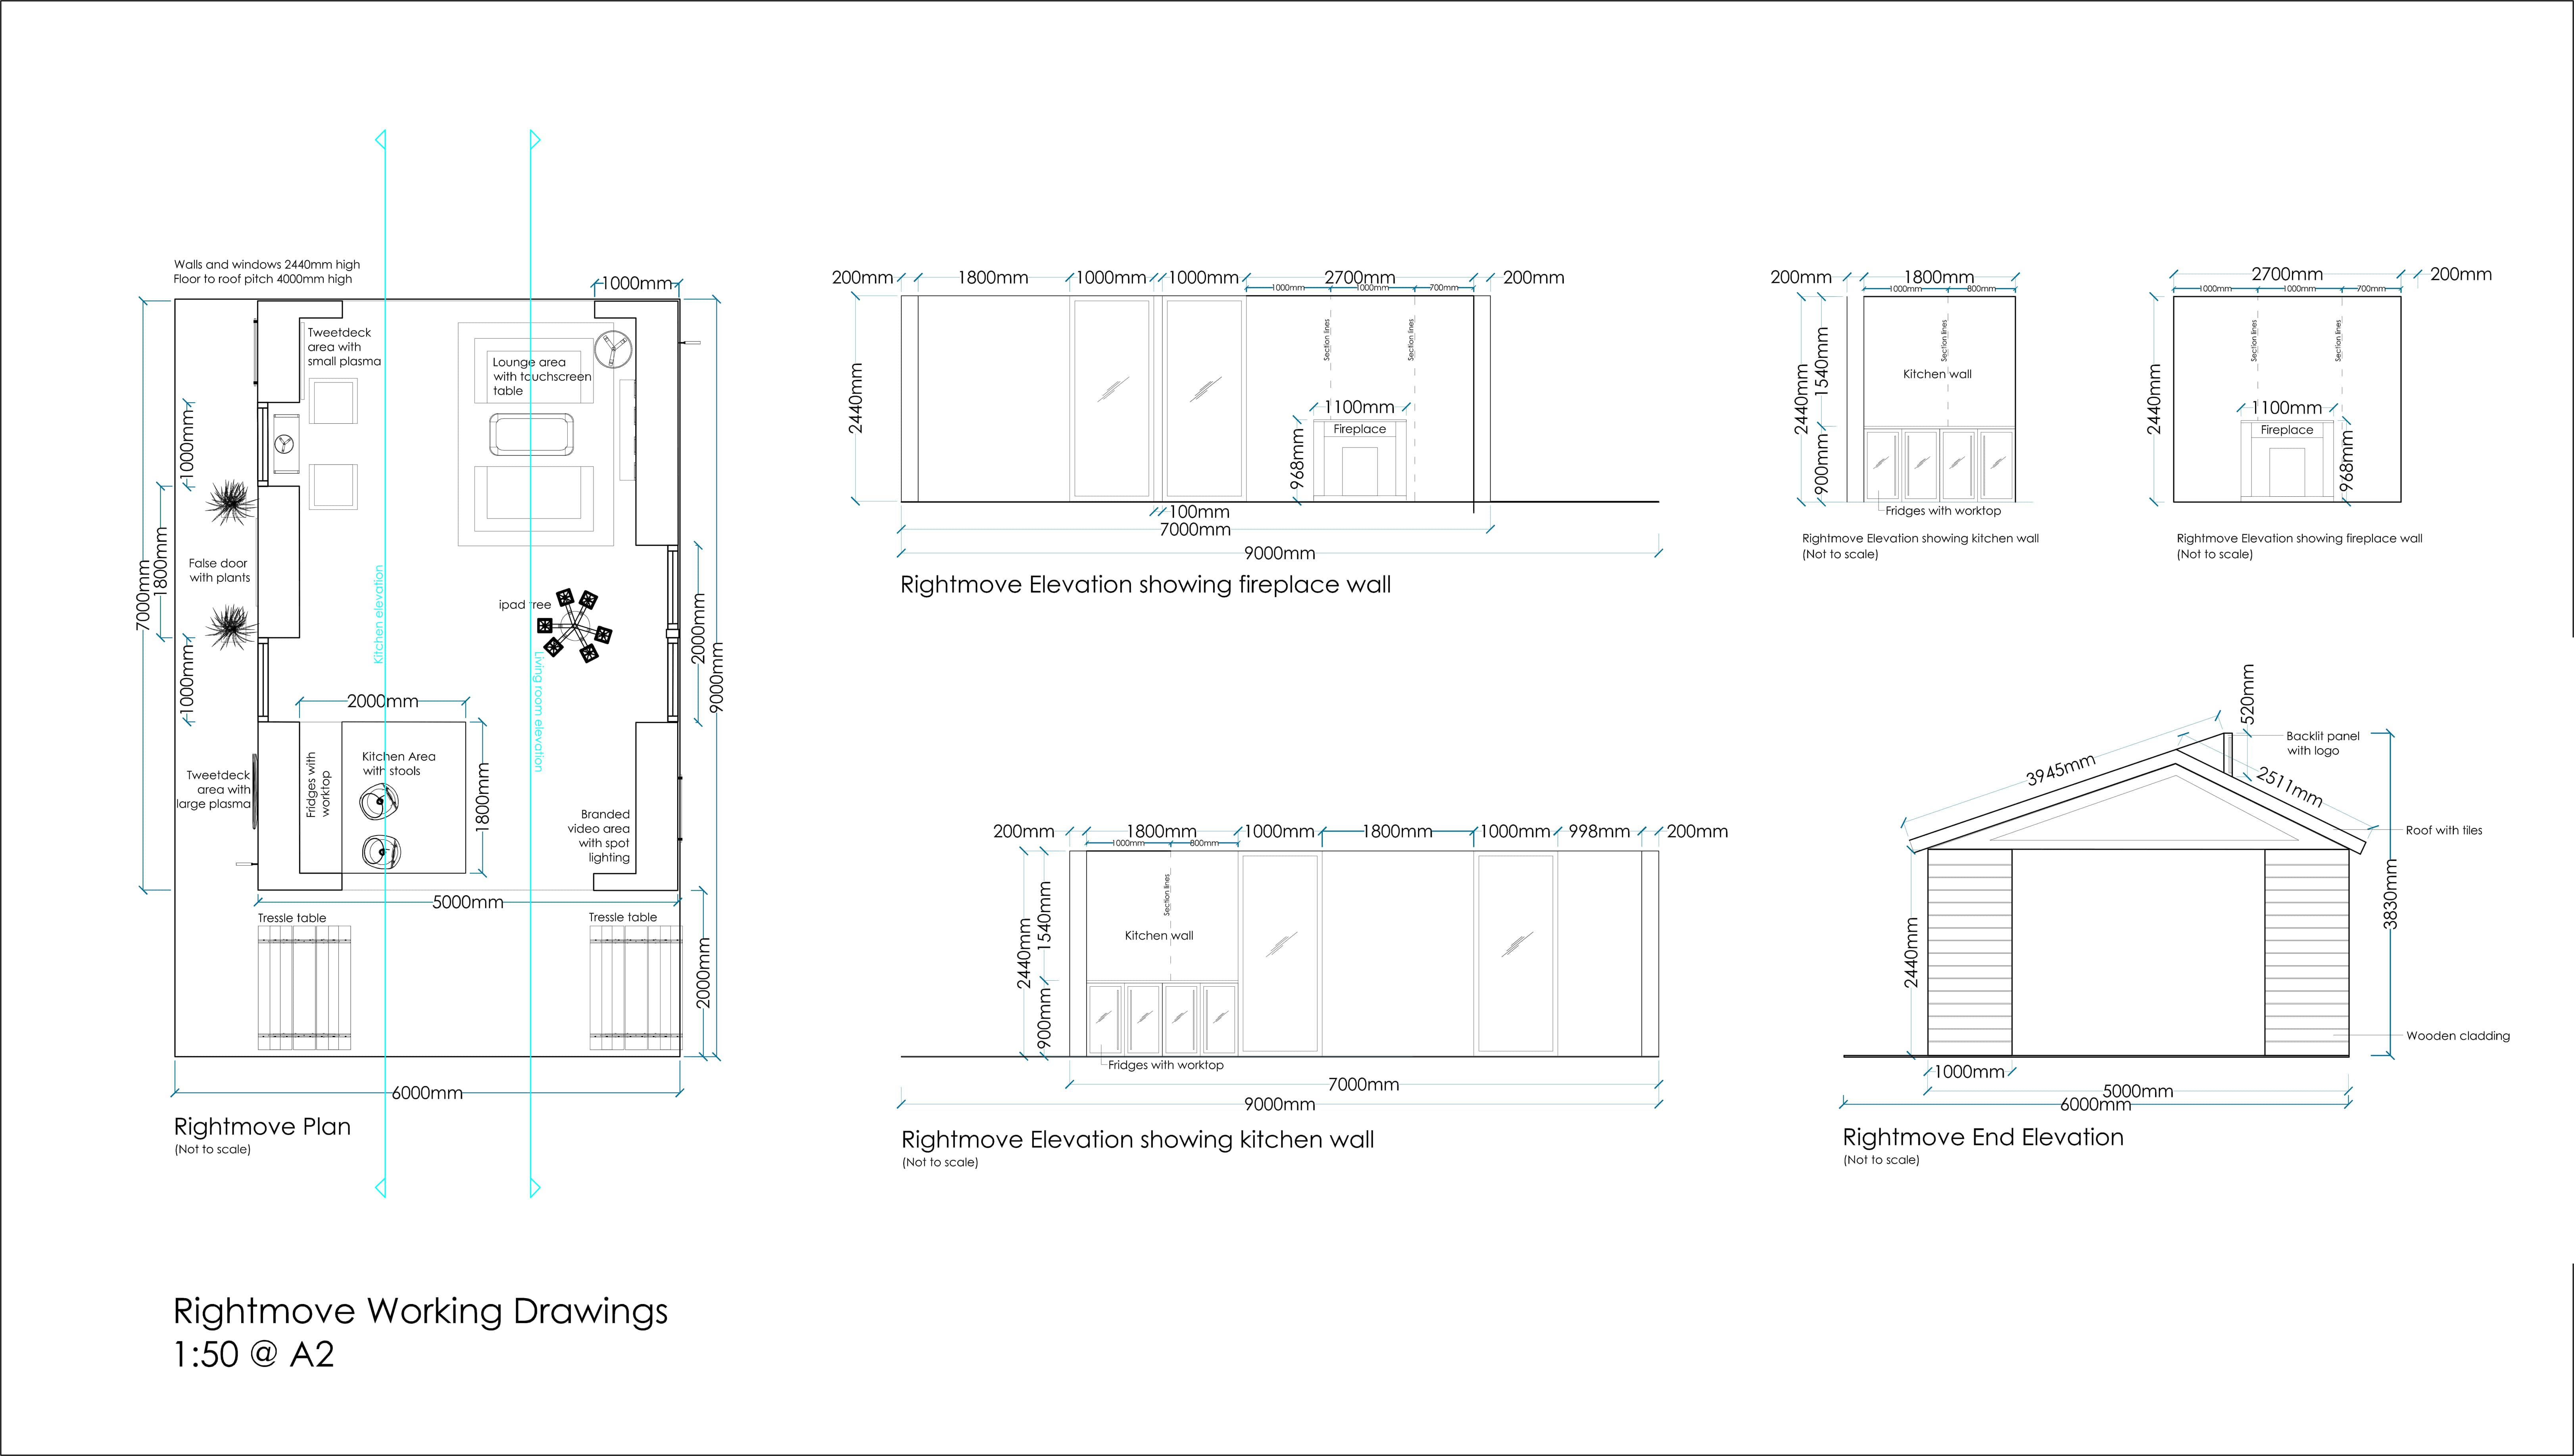 Walls and windows 2440mm high
Floor to roof pitch 4000mm high
1000mm
Tweetdeck
area with
small plasma
Lounge area
with touchscreen
table
1000mm
False door
with plants
1800mm
7000mm
Kitchen elevation
ipad tree
Living room elevation
2000mm
9000mm
1000mm
2000mm
Tweetdeck
area with
large plasma
Fridges with
worktop
Kitchen Area
with stools
1800mm
Branded
video area
with spot
lighting
5000mm
Tressle table
Tressle table
2000mm
6000mm
Rightmove Plan
(Not to scale)
200mm
1800mm
1000mm
1000mm
2700mm
200mm
1000mm
1000mm
700mm
Section lines
Section lines
2440mm
1100mm
Fireplace
968mm
100mm
7000mm
9000mm
Rightmove Elevation showing fireplace wall
200mm
1800mm
1000mm
800mm
Section lines
2440mm
1540mm
900mm
Kitchen wall
Fridges with worktop
Rightmove Elevation showing kitchen wall
(Not to scale)
2700mm
200mm
1000mm
1000mm
700mm
Section lines
Section lines
2440mm
1100mm
Fireplace
968mm
Rightmove Elevation showing fireplace wall
(Not to scale)
200mm
1800mm
1000mm
1800mm
1000mm
998mm
200mm
1000mm
800mm
Section lines
2440mm
1540mm
900mm
Kitchen wall
Fridges with worktop
7000mm
9000mm
Rightmove Elevation showing kitchen wall
(Not to scale)
520mm
Backlit panel
with logo
3945mm
2511mm
Roof with tiles
3830mm
2440mm
Wooden cladding
1000mm
5000mm
6000mm
Rightmove End Elevation
(Not to scale)
2000mm
Rightmove Working Drawings
1:50 @ A2